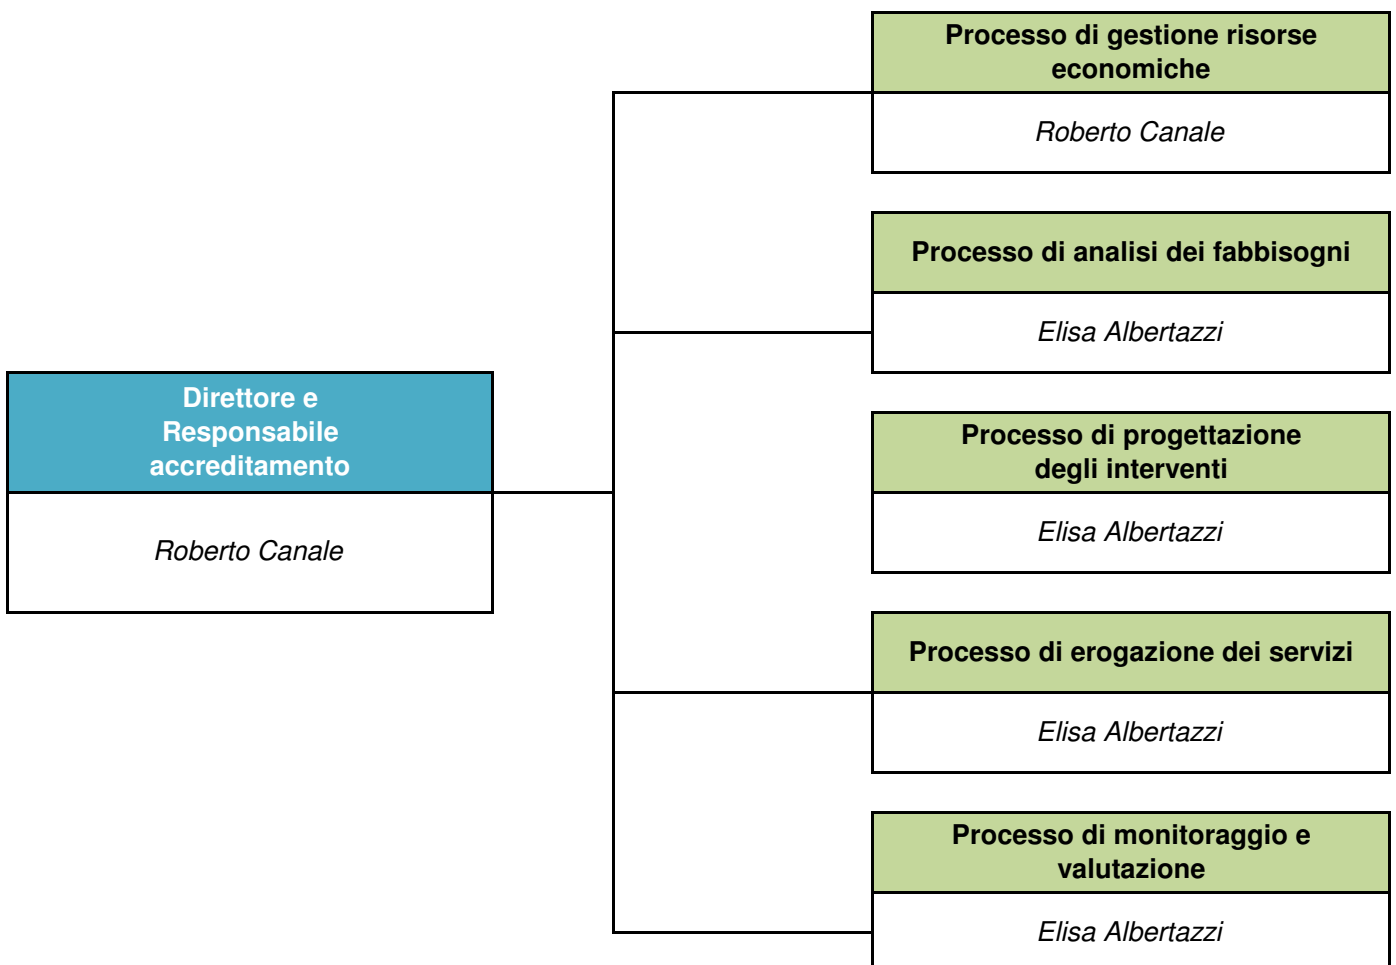 Processo di gestione risorse
economiche
Roberto Canale
Processo di analisi dei fabbisogni
Elisa Albertazzi
Direttore e
Responsabile
accreditamento
Roberto Canale
Processo di progettazione
degli interventi
Elisa Albertazzi
Processo di erogazione dei servizi
Elisa Albertazzi
Processo di monitoraggio e
valutazione
Elisa Albertazzi